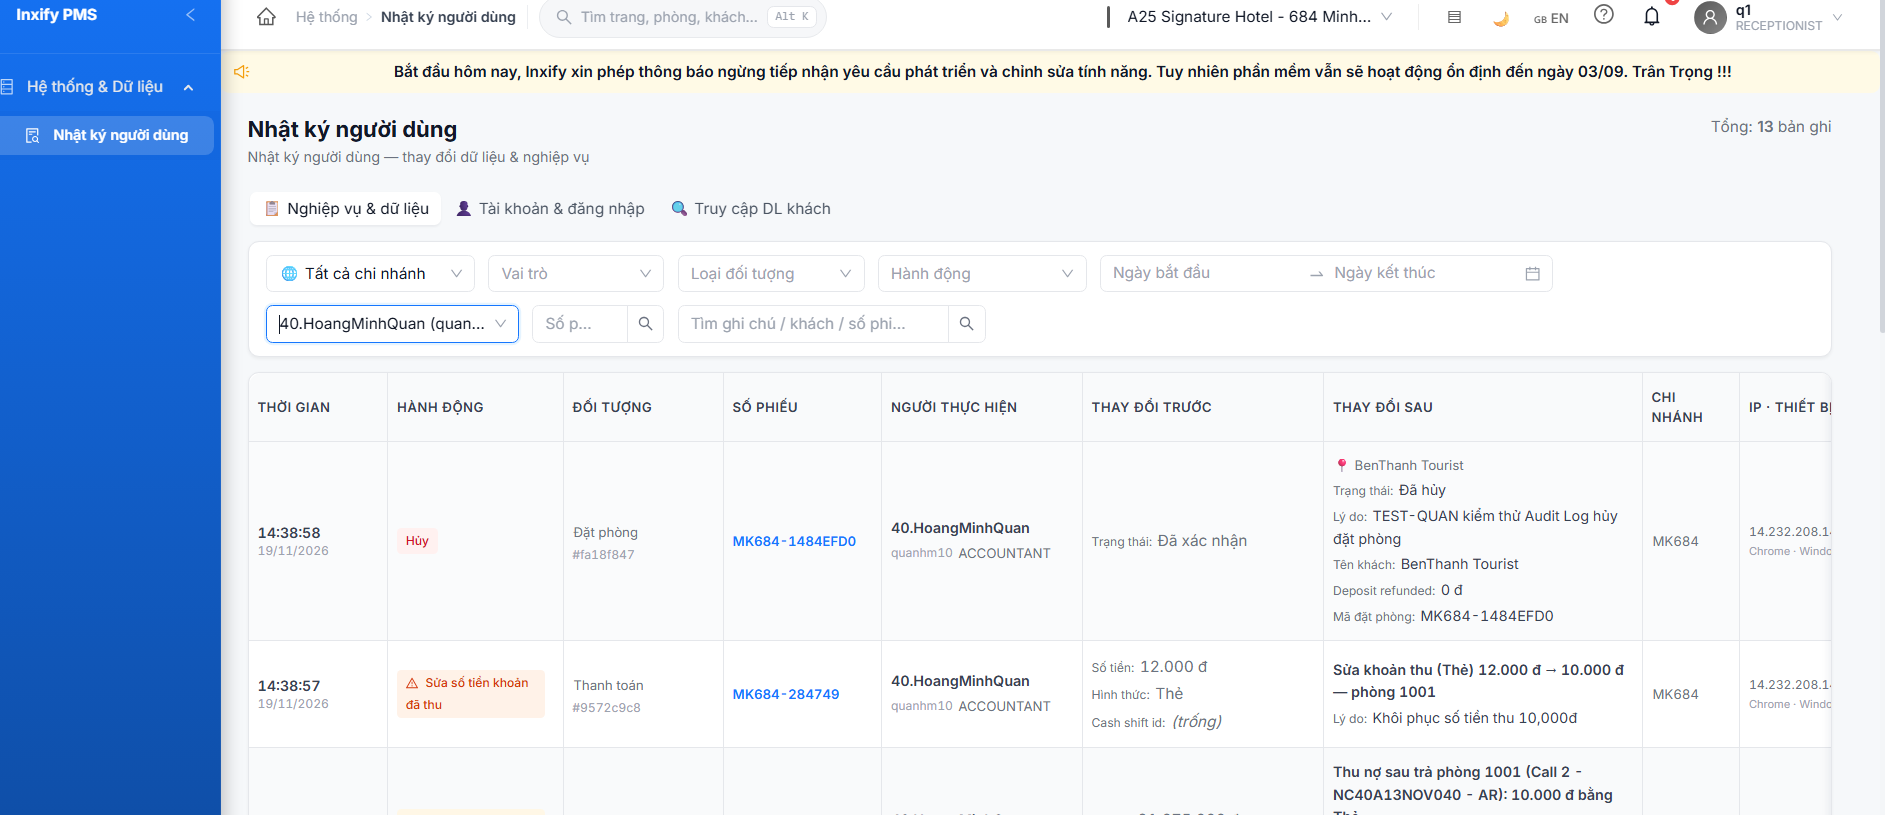 Inxify PMS
Hệ thống
Nhật ký người dùng
Tìm trang, phòng, khách...
Alt K
A25 Signature Hotel - 684 Minh...
GB EN
q1
RECEPTIONIST
Hệ thống & Dữ liệu
Nhật ký người dùng
Bắt đầu hôm nay, Inxify xin phép thông báo ngừng tiếp nhận yêu cầu phát triển và chỉnh sửa tính năng. Tuy nhiên phần mềm vẫn sẽ hoạt động ổn định đến ngày 03/09. Trân Trọng !!!
Nhật ký người dùng
Tổng: 13 bản ghi
Nhật ký người dùng — thay đổi dữ liệu & nghiệp vụ
Nghiệp vụ & dữ liệu
Tài khoản & đăng nhập
Truy cập DL khách
Tất cả chi nhánh
Vai trò
Loại đối tượng
Hành động
Ngày bắt đầu
Ngày kết thúc
40.HoangMinhQuan (quan...
Số p...
Tìm ghi chú / khách / số phi...
THỜI GIAN
HÀNH ĐỘNG
ĐỐI TƯỢNG
SỐ PHIẾU
NGƯỜI THỰC HIỆN
THAY ĐỔI TRƯỚC
THAY ĐỔI SAU
CHI
NHÁNH
IP · THIẾT BỊ
14:38:58
19/11/2026
Hủy
Đặt phòng
#fa18f847
MK684-1484EFD0
40.HoangMinhQuan
quanhm10 ACCOUNTANT
Trạng thái: Đã xác nhận
BenThanh Tourist
Trạng thái: Đã hủy
Lý do: TEST-QUAN kiểm thử Audit Log hủy
đặt phòng
Tên khách: BenThanh Tourist
Deposit refunded: 0 đ
Mã đặt phòng: MK684-1484EFD0
MK684
14.232.208.1
Chrome · Windo
14:38:57
19/11/2026
Sửa số tiền khoản
đã thu
Thanh toán
#9572c9c8
MK684-284749
40.HoangMinhQuan
quanhm10 ACCOUNTANT
Số tiền: 12.000 đ
Hình thức: Thẻ
Cash shift id: (trống)
Sửa khoản thu (Thẻ) 12.000 đ → 10.000 đ
— phòng 1001
Lý do: Khôi phục số tiền thu 10,000đ
MK684
14.232.208.1
Chrome · Windo
Thu nợ sau trả phòng 1001 (Call 2 -
NC40A13NOV040 - AR): 10.000 đ bằng